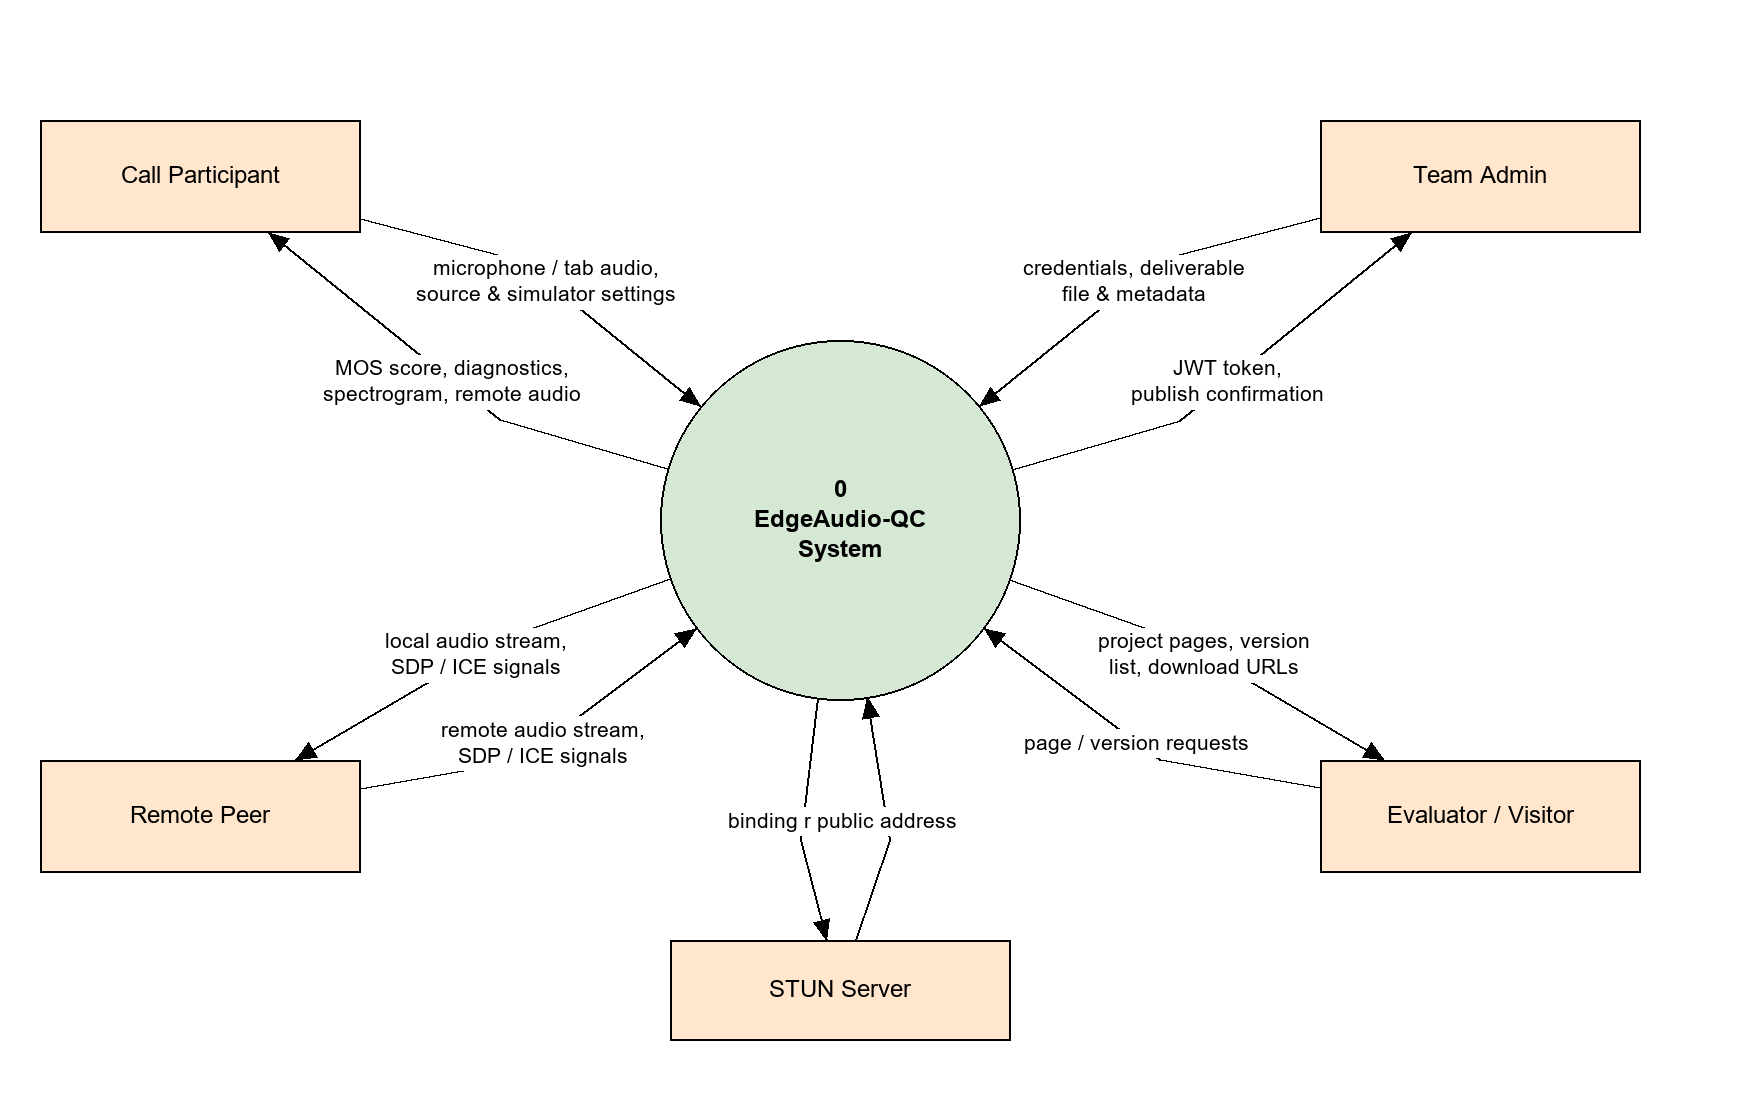 Call Participant
Team Admin
microphone / tab audio,
source & simulator settings
credentials, deliverable
file & metadata
MOS score, diagnostics,
spectrogram, remote audio
JWT token,
publish confirmation
0
EdgeAudio-QC
System
local audio stream,
SDP / ICE signals
project pages, version
list, download URLs
remote audio stream,
SDP / ICE signals
page / version requests
Remote Peer
Evaluator / Visitor
binding r public address
STUN Server